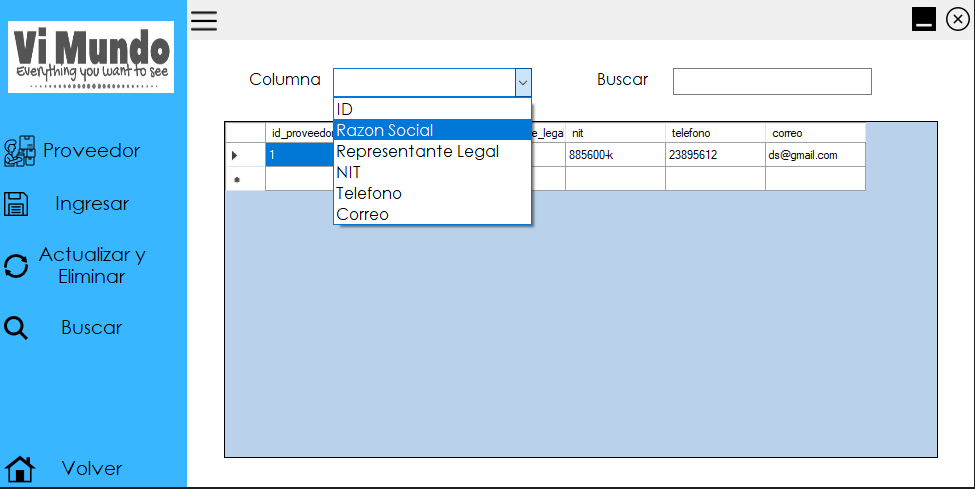 Vi Mundo
Everything you want to see
Proveedor
Ingresar
Actualizar y
Eliminar
Buscar
Volver
Columna
Buscar
ID
Razon Social
Representante Legal
NIT
Telefono
Correo
id_proveedor nit telefono correo
1 885600-k 23895612 ds@gmail.com